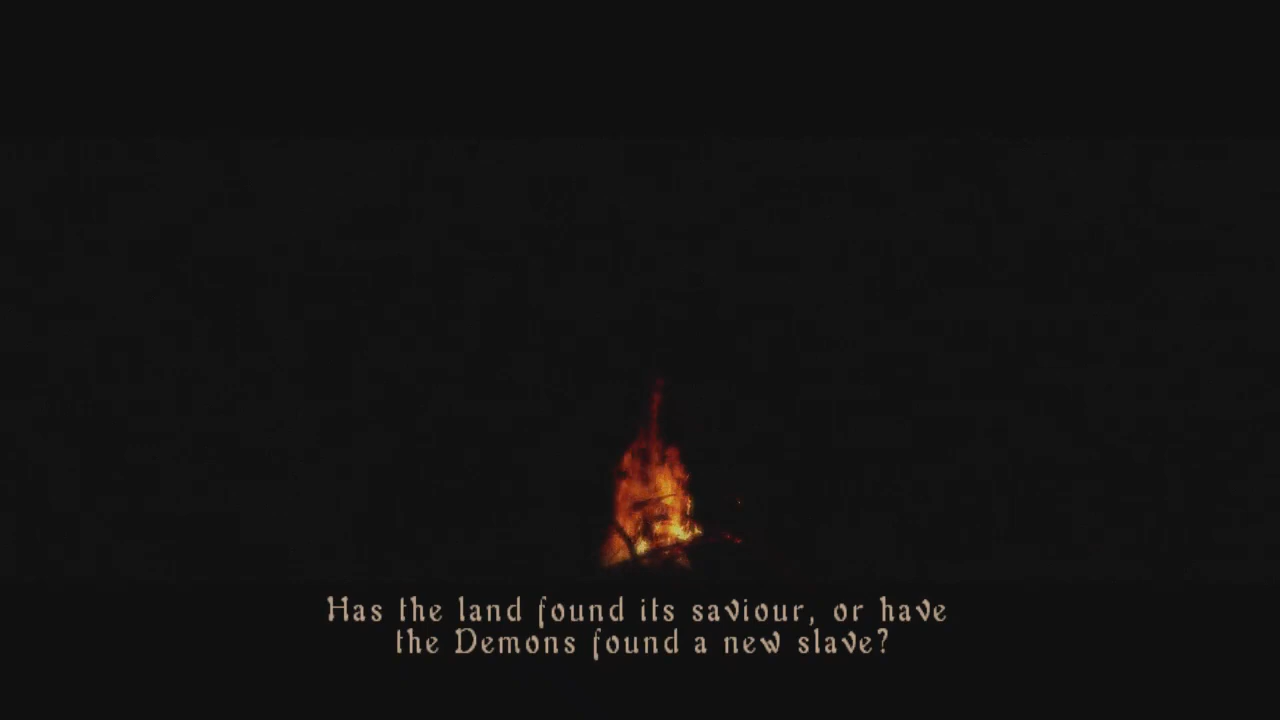 Has the land found its saviour, or have
the Demons found a new slave?